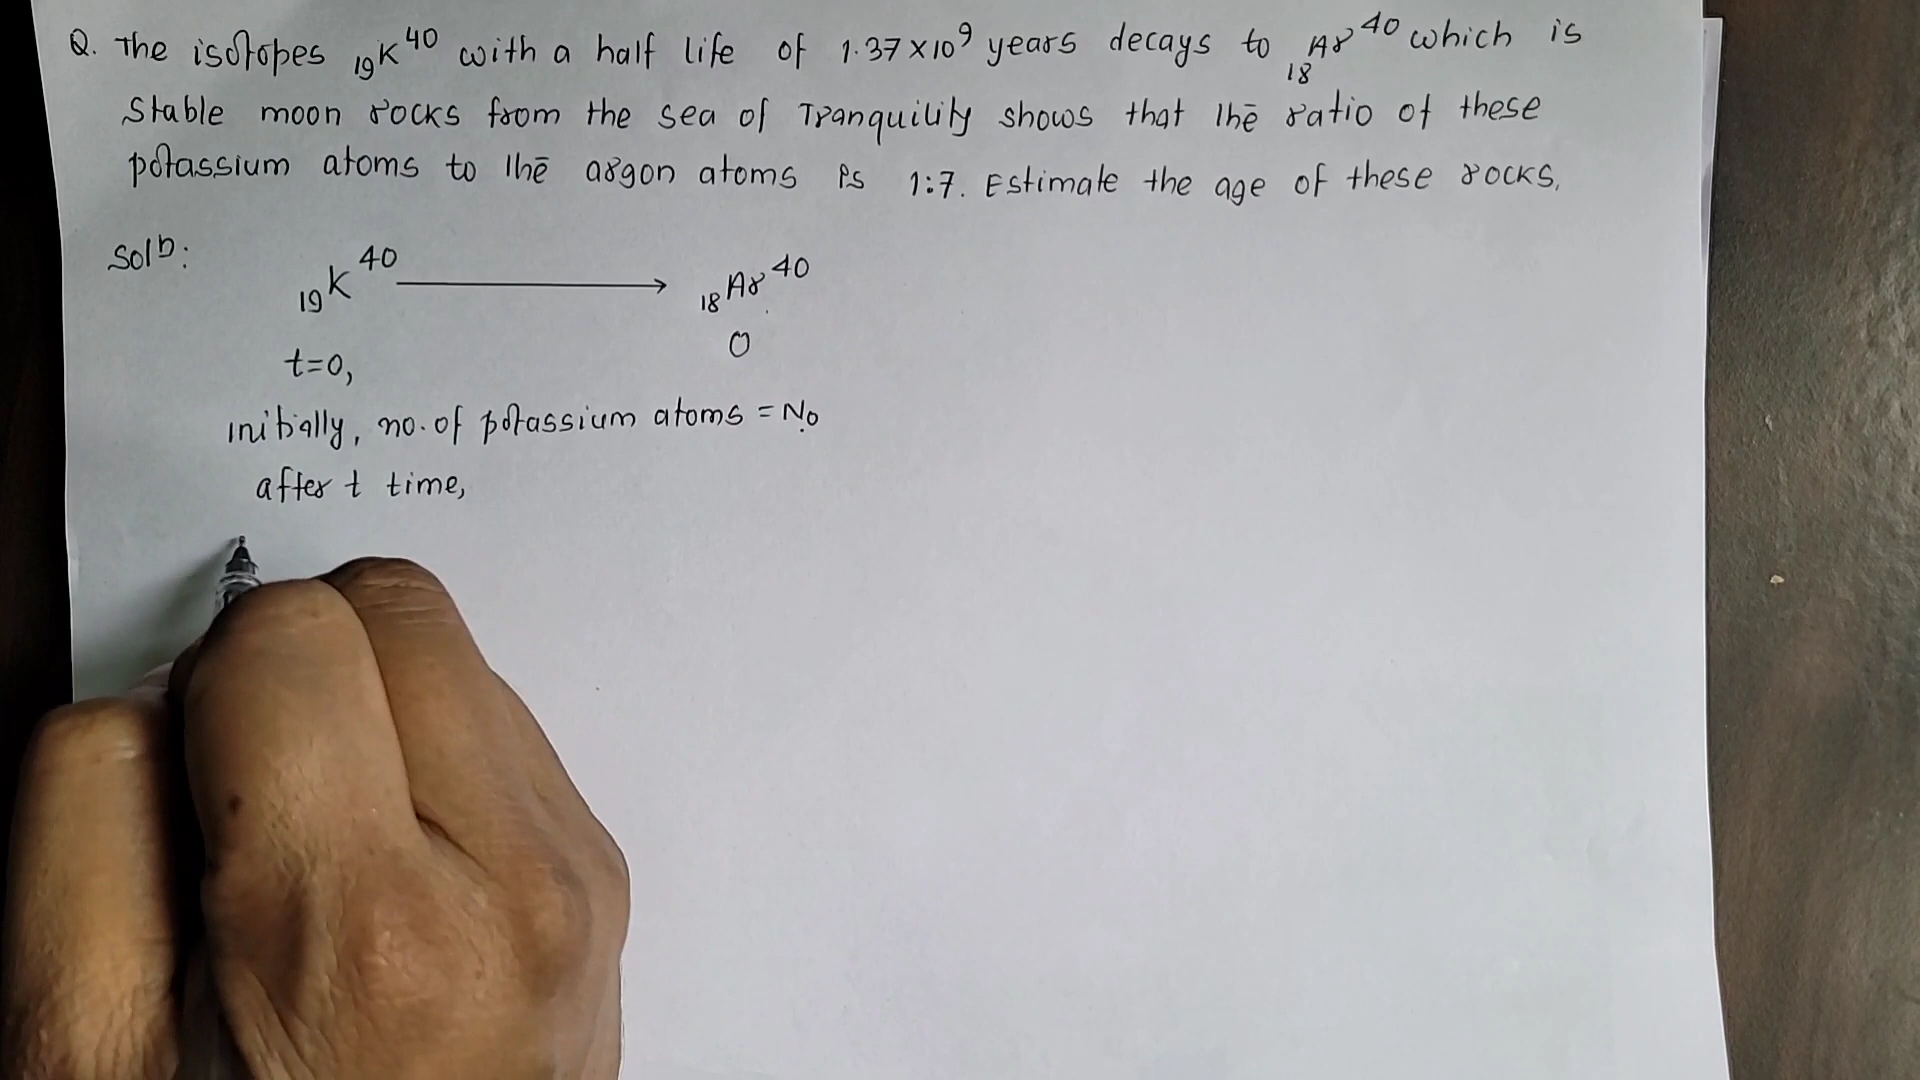 Q. The isotopes ₁₉K⁴⁰ with a half life of 1.37×10⁹ years decays to ₁₈Ar⁴⁰ which is
Stable moon rocks from the sea of Tranquility shows that the ratio of these
potassium atoms to the argon atoms is 1:7. Estimate the age of these rocks.
Solⁿ:
₁₉K⁴⁰ ⟶ ₁₈Ar⁴⁰
t=0, 0
initially, no. of potassium atoms = N₀
after t time,